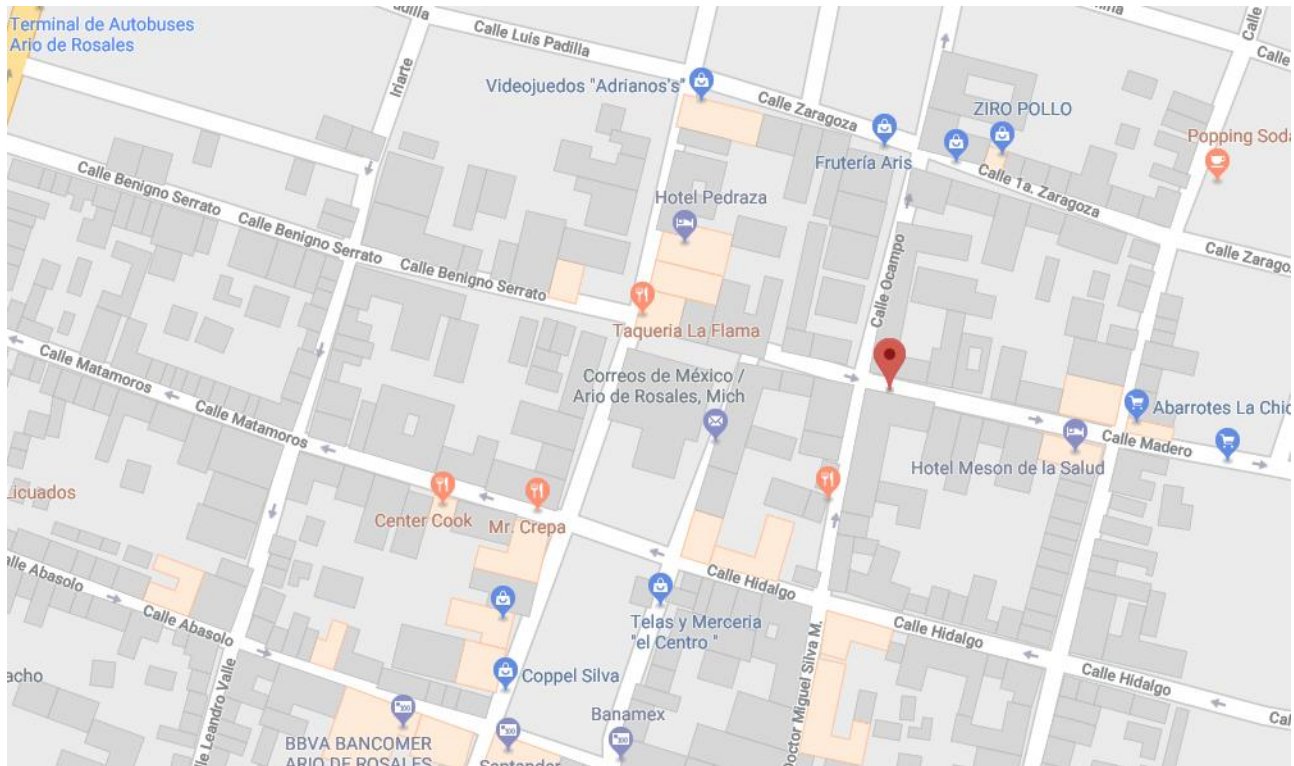 Terminal de Autobuses
Ario de Rosales
adilla
Calle Luis Padilla
Calle
Calle
Iriarte
Videojuedos "Adrianos's"
Calle Zaragoza
ZIRO POLLO
Frutería Aris
Popping Soda
Calle 1a. Zaragoza
Calle Benigno Serrato
Calle Benigno Serrato
Calle Benigno Serrato
Hotel Pedraza
Calle Zarago
Calle Ocampo
Taqueria La Flama
Calle Matamoros
Calle Matamoros
Correos de México /
Ario de Rosales, Mich
Abarrotes La Chic
Calle Madero
Hotel Meson de la Salud
Licuados
Center Cook
Mr. Crepa
alle Abasolo
Calle Abasolo
Calle Hidalgo
Calle Hidalgo
Calle Hidalgo
Telas y Merceria
"el Centro "
acho
Coppel Silva
lle Leandro Valle
Doctor Miguel Silva M.
Banamex
BBVA BANCOMER
ARIO DE ROSALES
Santander
Cal